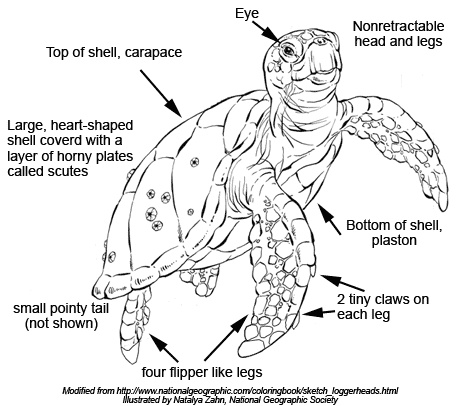 Eye
Nonretractable
head and legs
Top of shell, carapace
Large, heart-shaped
shell coverd with a
layer of horny plates
called scutes
Bottom of shell,
plaston
small pointy tail
(not shown)
2 tiny claws on
each leg
four flipper like legs
Modified from http://www.nationalgeographic.com/coloringbook/sketch_loggerheads.html
Illustrated by Natalya Zahn, National Geographic Society